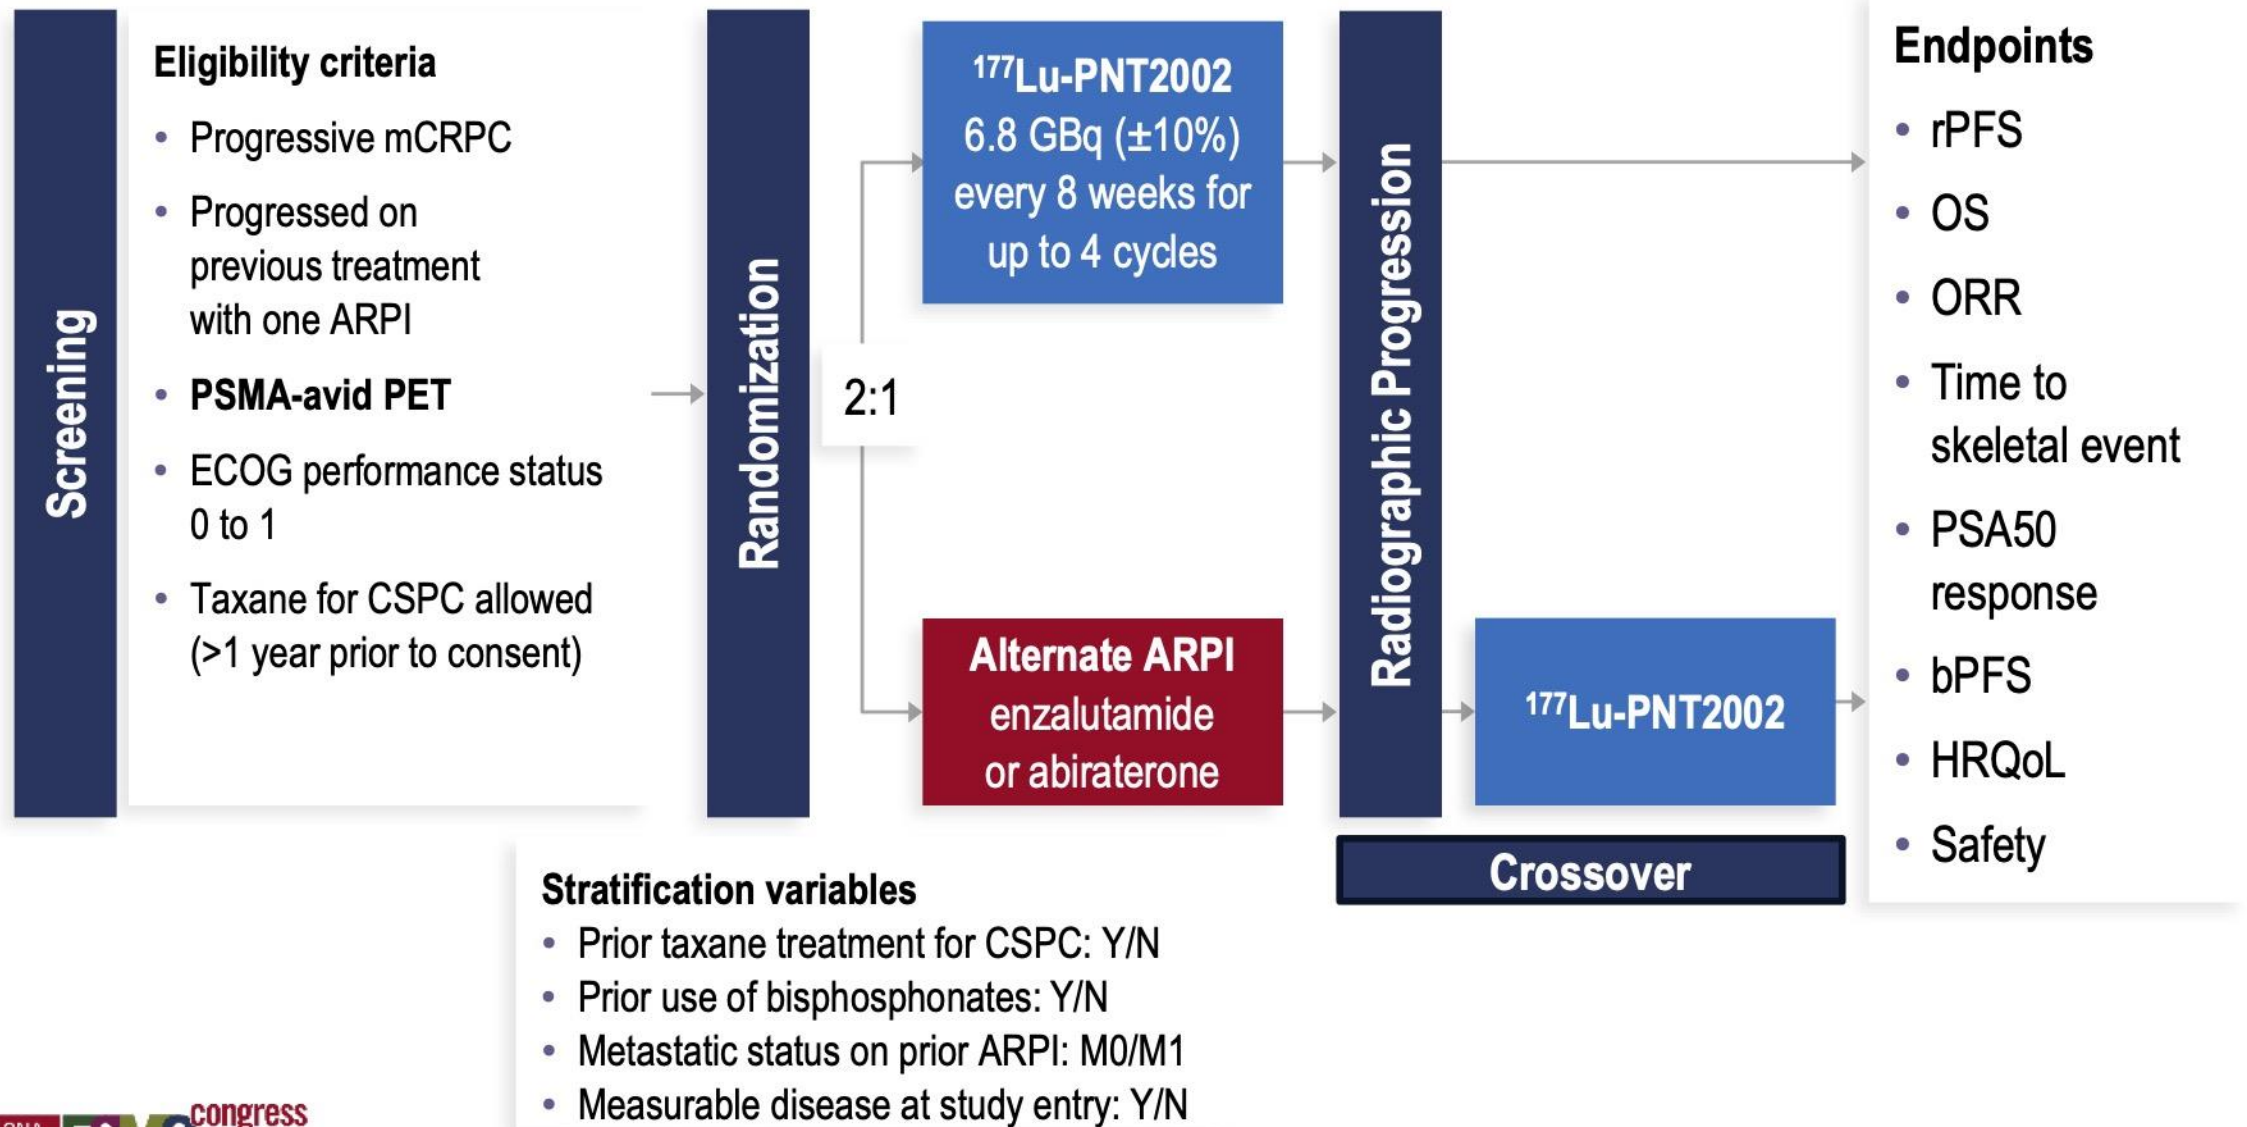 Screening
Eligibility criteria
• Progressive mCRPC
• Progressed on
previous treatment
with one ARPI
• PSMA-avid PET
• ECOG performance status
0 to 1
• Taxane for CSPC allowed
(>1 year prior to consent)
Randomization
2:1
¹⁷⁷Lu-PNT2002
6.8 GBq (±10%)
every 8 weeks for
up to 4 cycles
Alternate ARPI
enzalutamide
or abiraterone
Radiographic Progression
¹⁷⁷Lu-PNT2002
Crossover
Endpoints
• rPFS
• OS
• ORR
• Time to
skeletal event
• PSA50
response
• bPFS
• HRQoL
• Safety
Stratification variables
• Prior taxane treatment for CSPC: Y/N
• Prior use of bisphosphonates: Y/N
• Metastatic status on prior ARPI: M0/M1
• Measurable disease at study entry: Y/N
congress